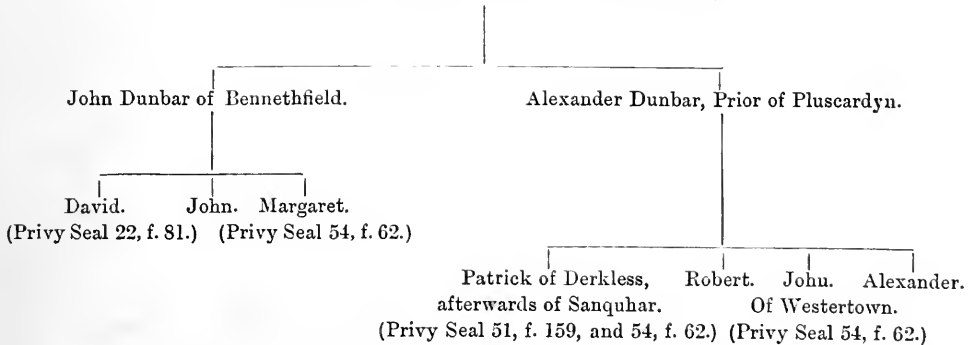 John Dunbar of Bennethfield. Alexander Dunbar, Prior of Pluscardyn.
David. John. Margaret.
(Privy Seal 22, f. 81.) (Privy Seal 54, f. 62.)
Patrick of Derkless, Robert. John. Alexander.
afterwards of Sanquhar. Of Westertown.
(Privy Seal 51, f. 159, and 54, f. 62.) (Privy Seal 54, f. 62.)